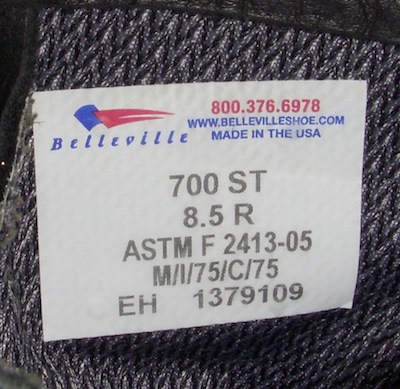 Belleville
800.376.6978
WWW.BELLEVILLESHOE.COM
MADE IN THE USA
700 ST
8.5 R
ASTM F 2413-05
M/I/75/C/75
EH 1379109